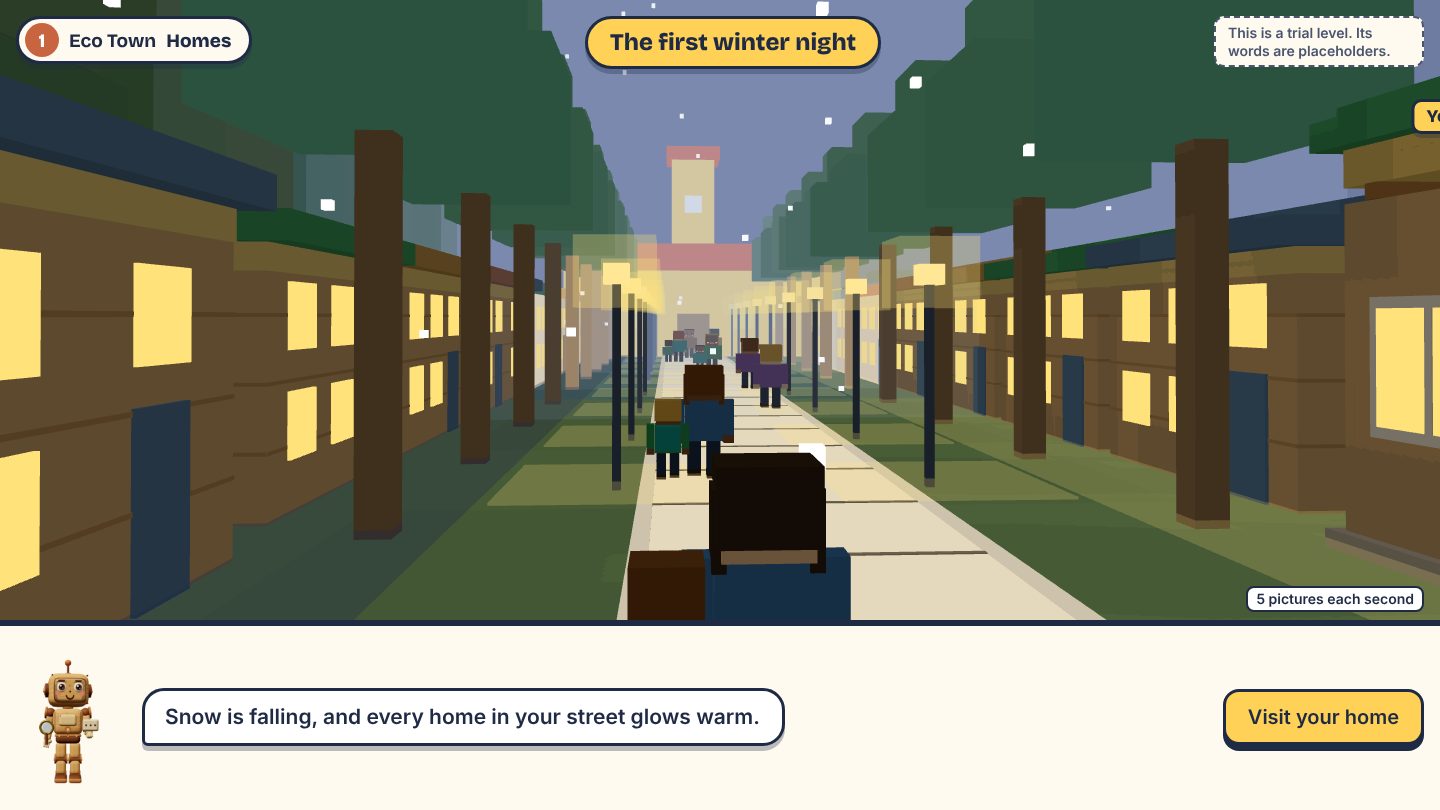 1 Eco Town Homes
The first winter night
This is a trial level. Its
words are placeholders.
5 pictures each second
Snow is falling, and every home in your street glows warm.
Visit your home